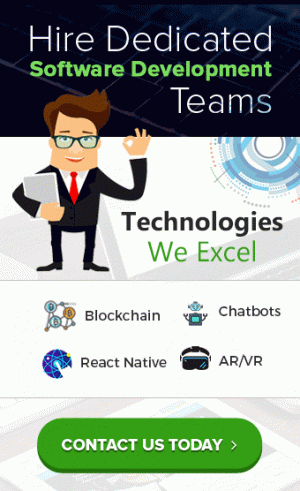 Hire Dedicated
Software Development
Teams
Technologies
We Excel
Blockchain
Chatbots
React Native
AR/VR
CONTACT US TODAY >